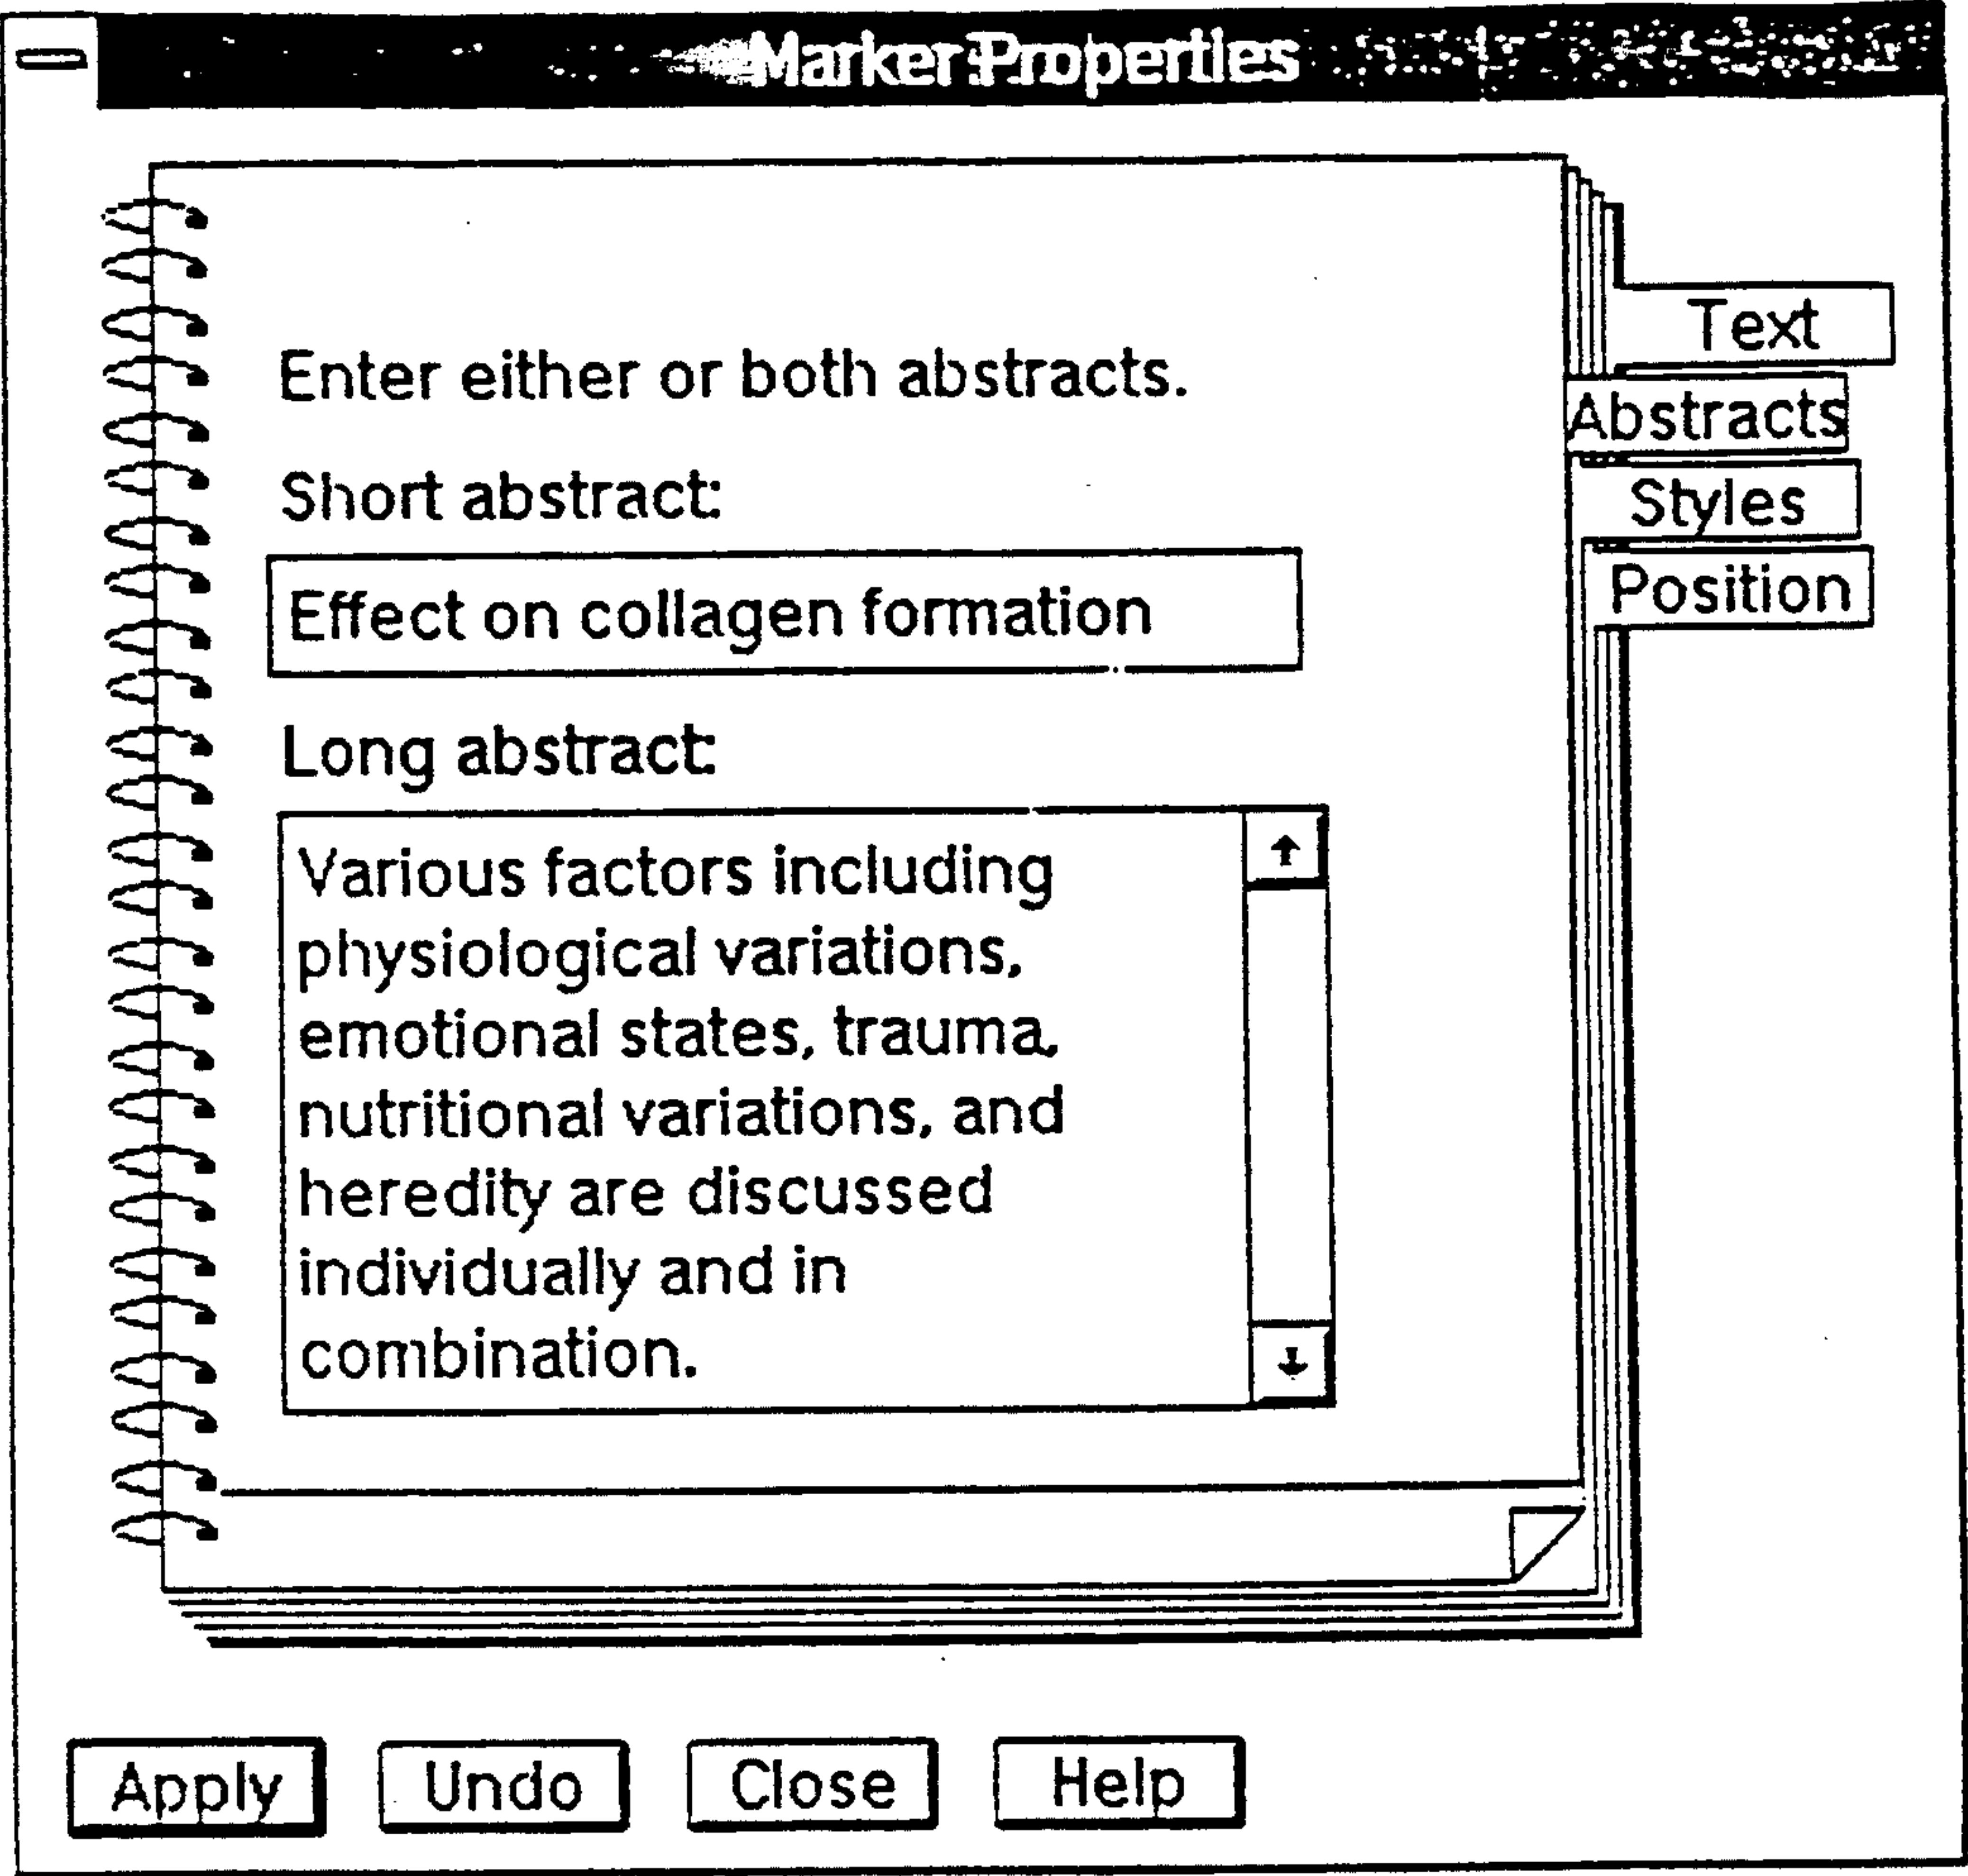 Marker Properties
Text
Abstracts
Styles
Position
Enter either or both abstracts.
Short abstract:
Effect on collagen formation
Long abstract:
Various factors including
physiological variations,
emotional states, trauma,
nutritional variations, and
heredity are discussed
individually and in
combination.
Apply
Undo
Close
Help